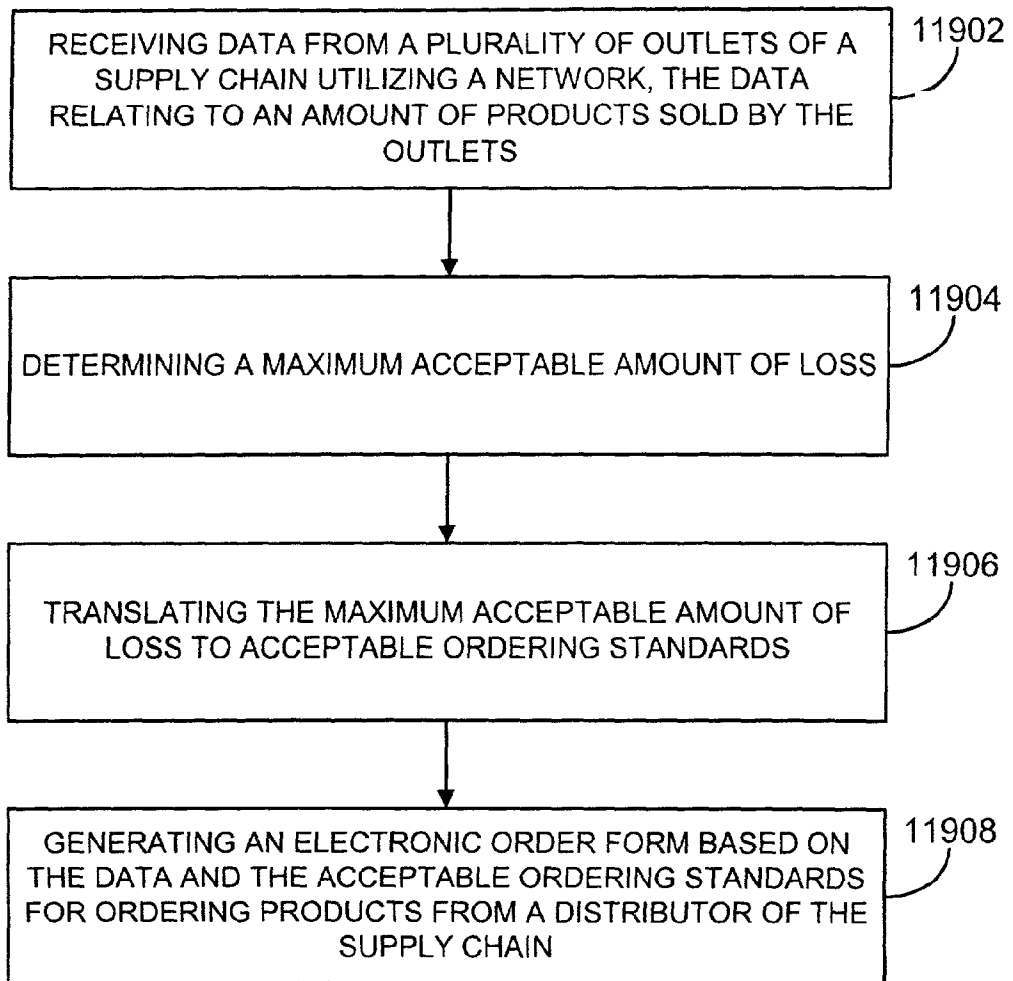 RECEIVING DATA FROM A PLURALITY OF OUTLETS OF A
SUPPLY CHAIN UTILIZING A NETWORK, THE DATA
RELATING TO AN AMOUNT OF PRODUCTS SOLD BY THE
OUTLETS
11902
DETERMINING A MAXIMUM ACCEPTABLE AMOUNT OF LOSS
11904
TRANSLATING THE MAXIMUM ACCEPTABLE AMOUNT OF
LOSS TO ACCEPTABLE ORDERING STANDARDS
11906
GENERATING AN ELECTRONIC ORDER FORM BASED ON
THE DATA AND THE ACCEPTABLE ORDERING STANDARDS
FOR ORDERING PRODUCTS FROM A DISTRIBUTOR OF THE
SUPPLY CHAIN
11908